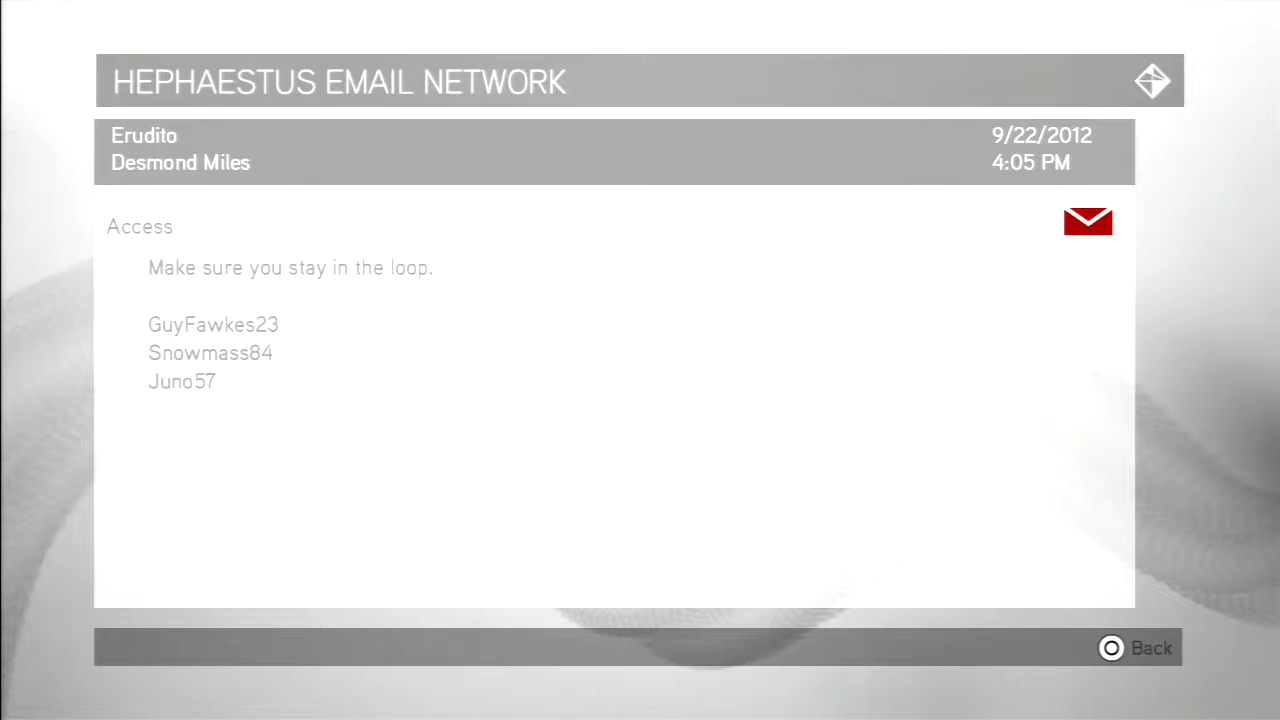 HEPHAESTUS EMAIL NETWORK
Erudito 9/22/2012
Desmond Miles 4:05 PM
Access
Make sure you stay in the loop.
GuyFawkes23
Snowmass84
Juno57
Back